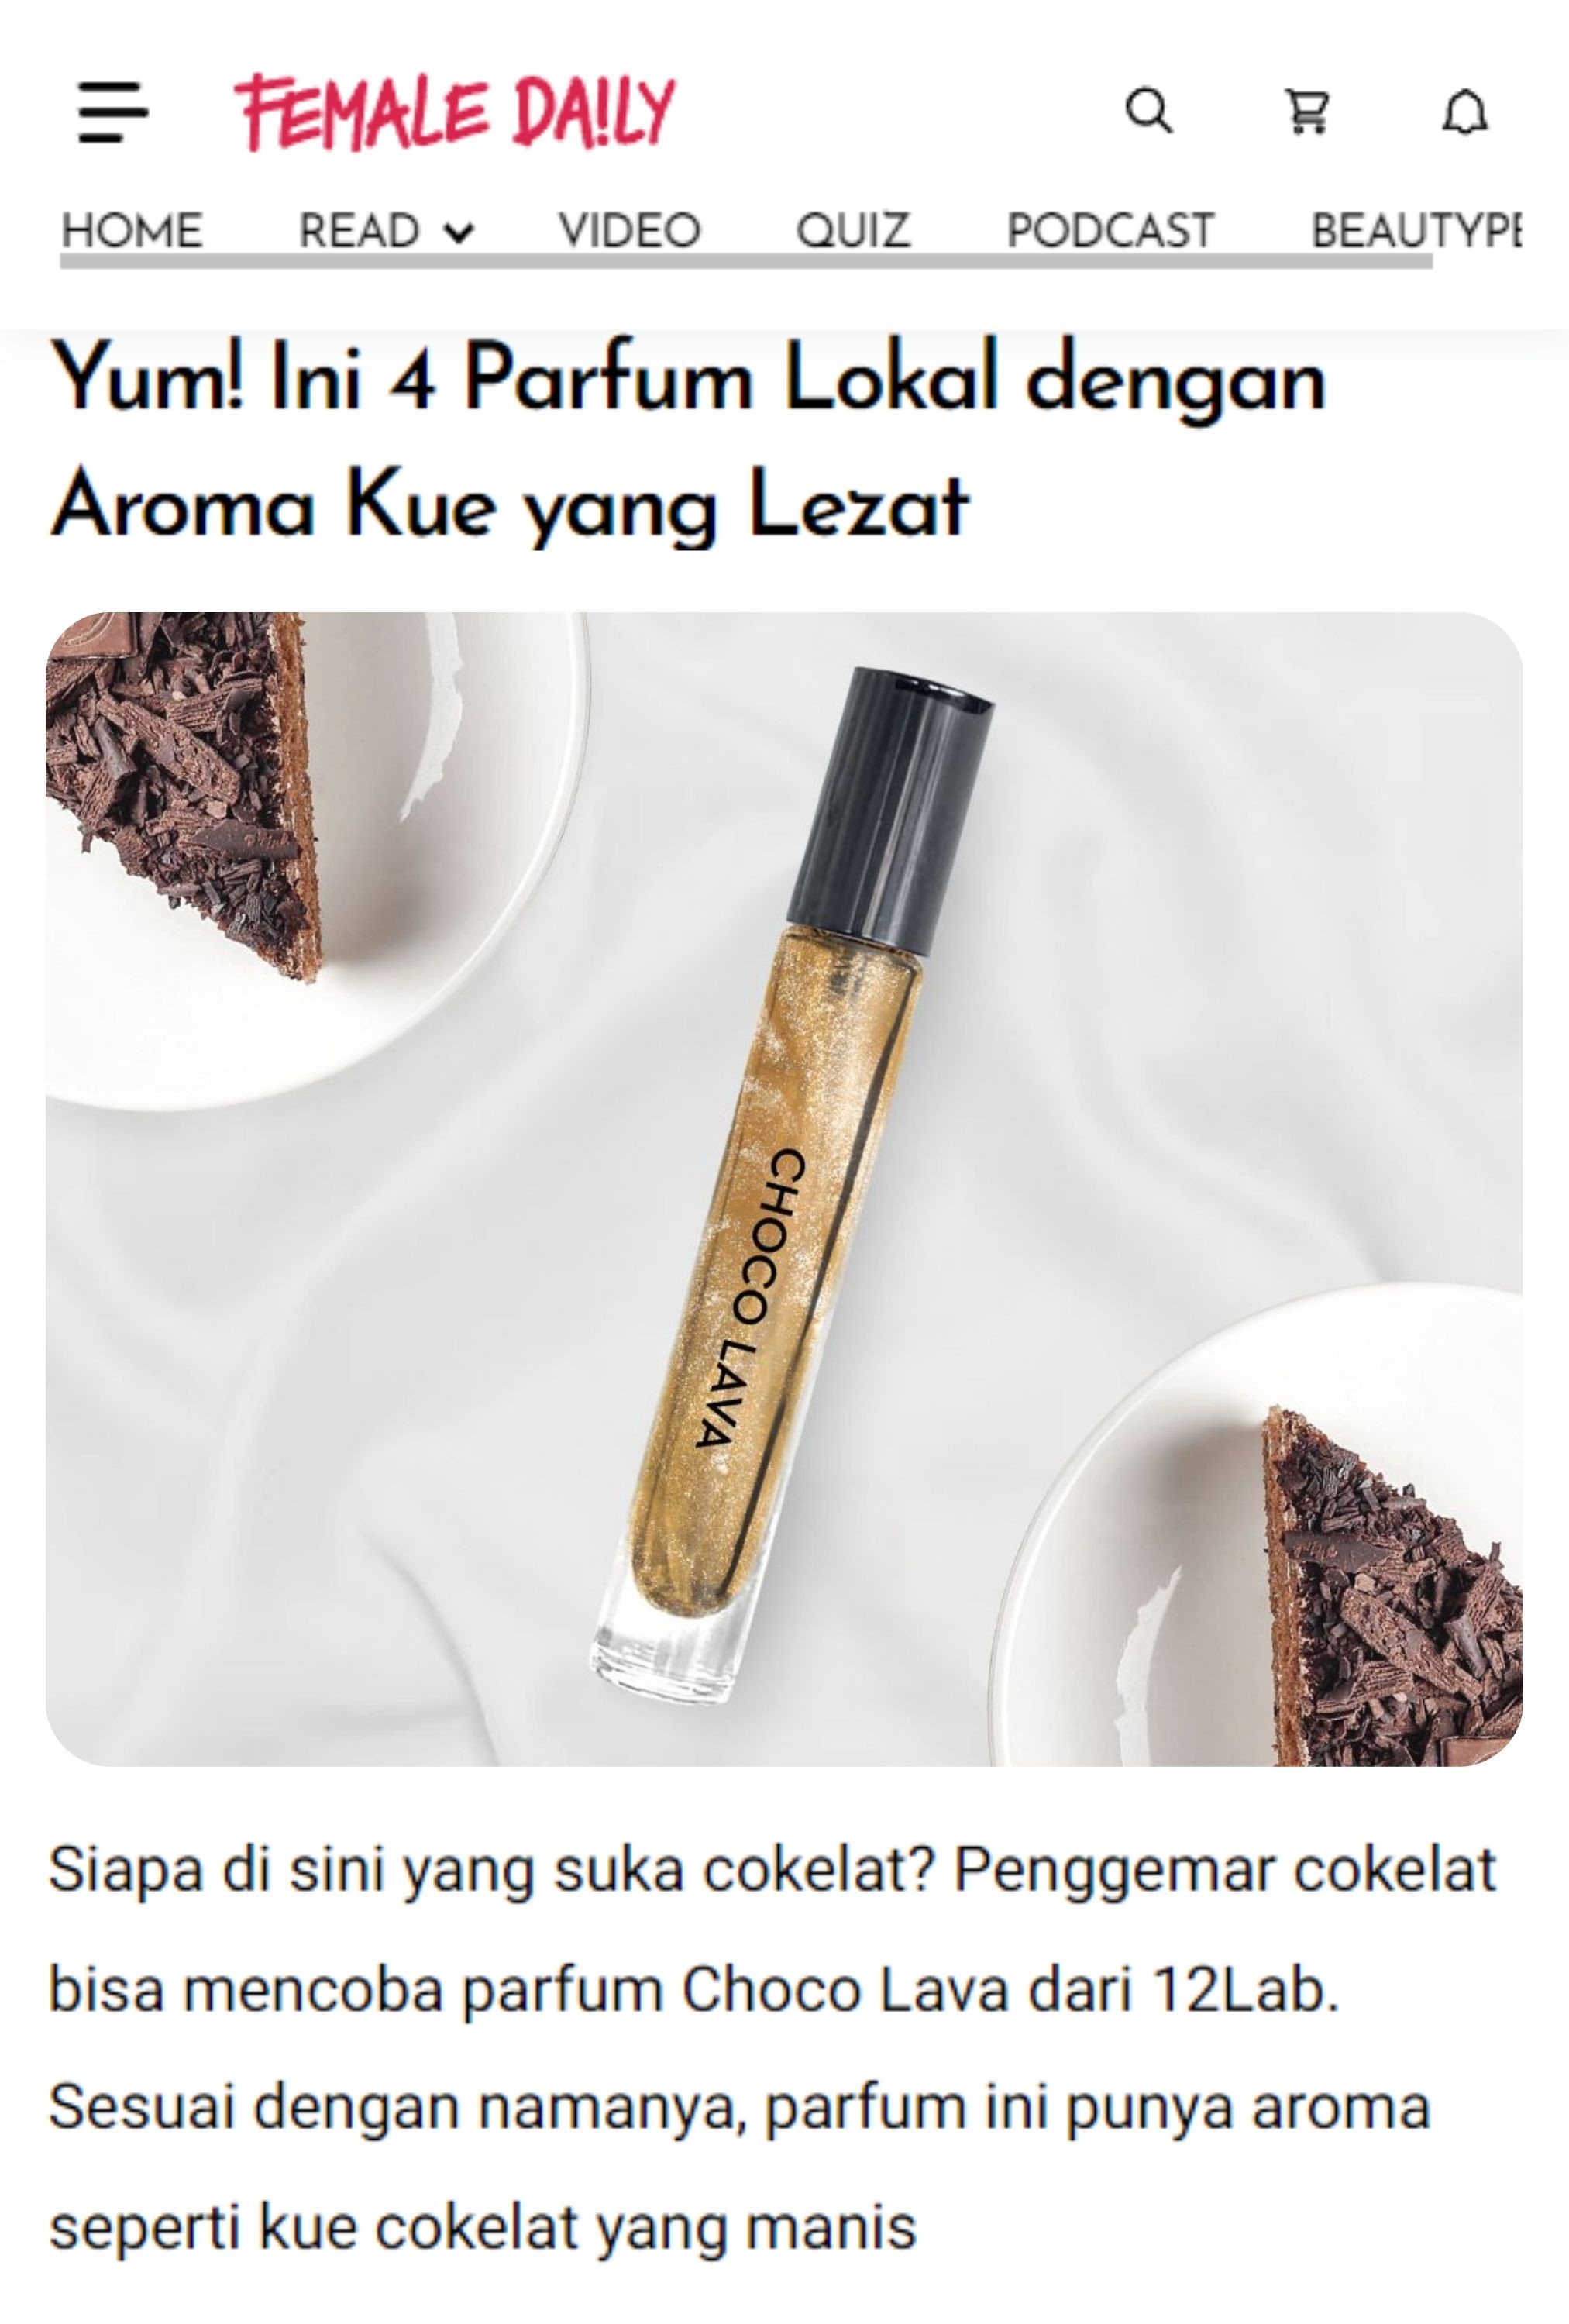 FEMALE DA!LY
HOME READ VIDEO QUIZ PODCAST
Yum! Ini 4 Parfum Lokal dengan
Aroma Kue yang Lezat
CHOCO LAVA
Siapa di sini yang suka cokelat? Penggemar cokelat
bisa mencoba parfum Choco Lava dari 12Lab.
Sesuai dengan namanya, parfum ini punya aroma
seperti kue cokelat yang manis